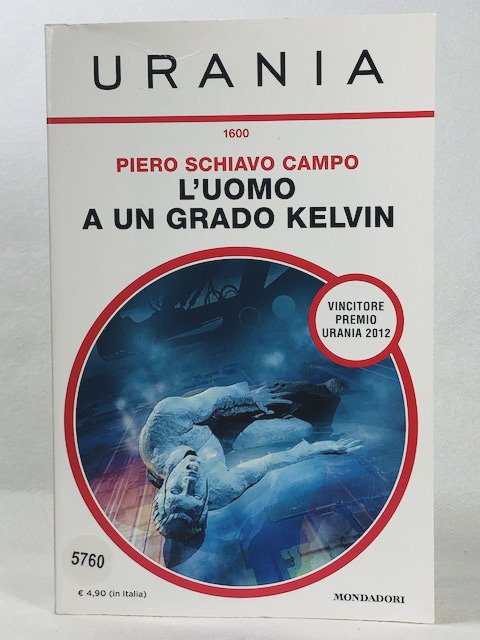 URANIA
1600
PIERO SCHIAVO CAMPO
L'UOMO
A UN GRADO KELVIN
VINCITORE
PREMIO
URANIA 2012
5760
€ 4,90 (in Italia)
MONDADORI